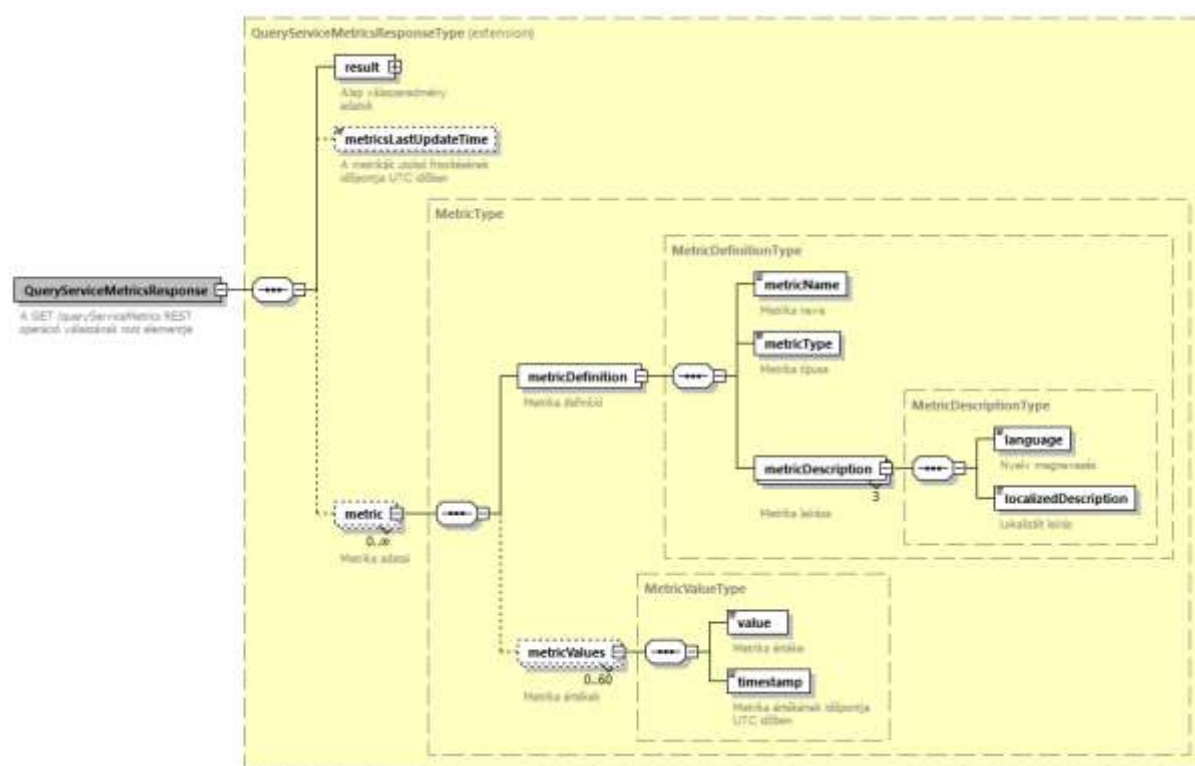 QueryServiceMetricsResponseType (extension)
result
Alap válaszeredmény
adatok
metricsLastUpdateTime
A metrikák utolsó frissítésének
időpontja UTC időben
MetricType
MetricDefinitionType
QueryServiceMetricsResponse
A GET /queryServiceMetrics REST
operáció válaszának root elementje
metricName
Metrika neve
metricType
Metrika típusa
metricDefinition
Metrika definíció
MetricDescriptionType
language
Nyelv megnevezés
metricDescription
3
Metrika leírása
localizedDescription
Lokalizált leírás
metric
0..∞
Metrika adatai
MetricValueType
value
Metrika értéke
metricValues
0..60
Metrika értékek
timestamp
Metrika értékének időpontja
UTC időben